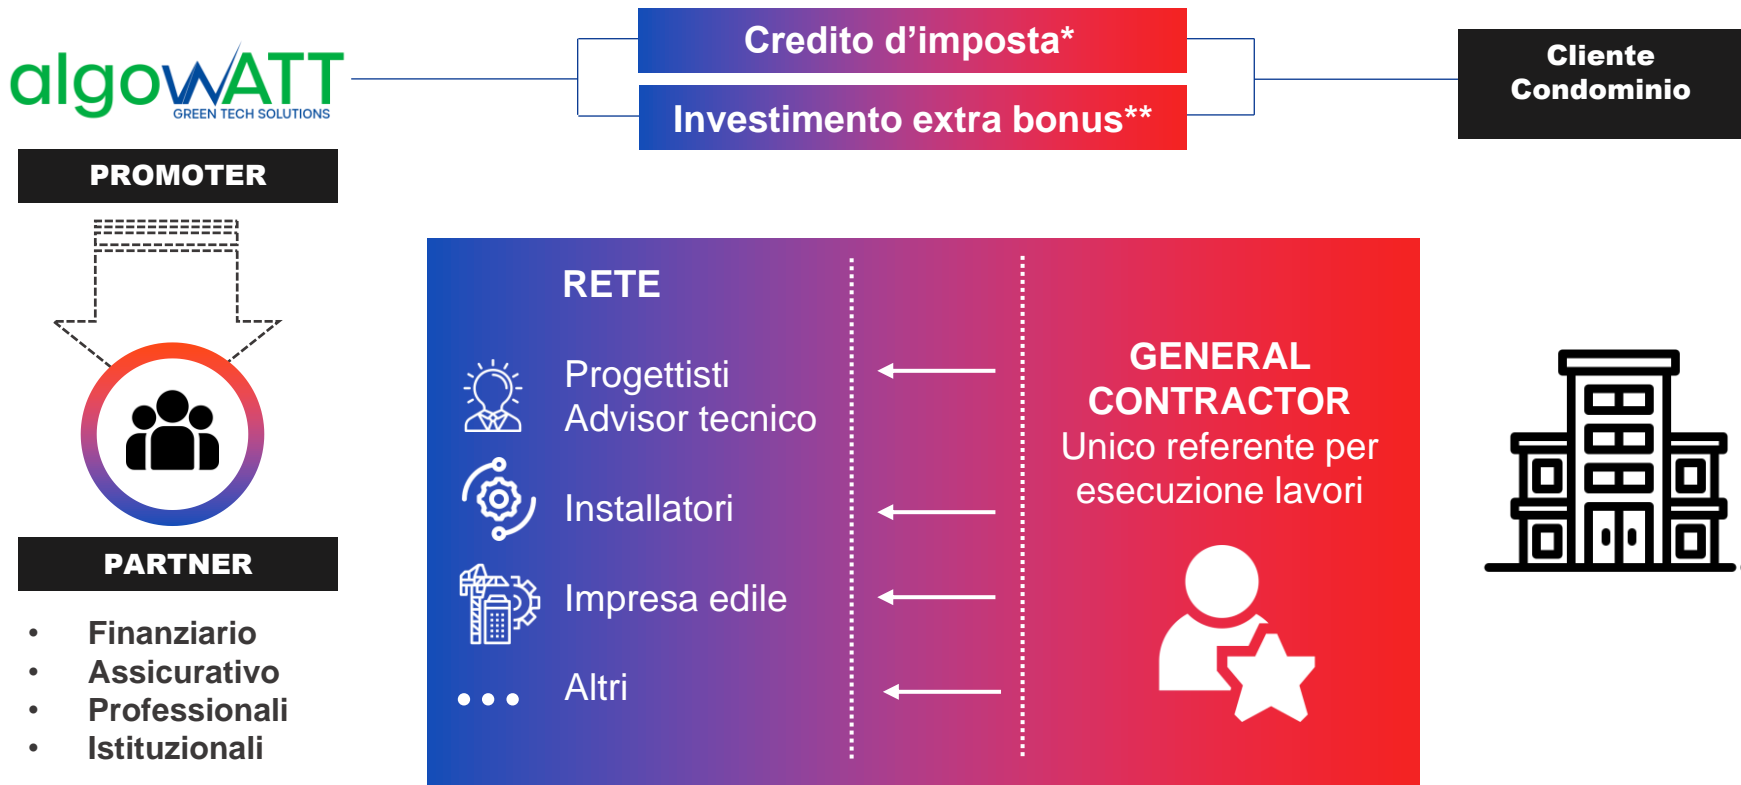 algowATT
GREEN TECH SOLUTIONS
Credito d’imposta*
Investimento extra bonus**
Cliente
Condominio
PROMOTER
PARTNER
• Finanziario
• Assicurativo
• Professionali
• Istituzionali
RETE
Progettisti
Advisor tecnico
Installatori
Impresa edile
... Altri
GENERAL
CONTRACTOR
Unico referente per
esecuzione lavori